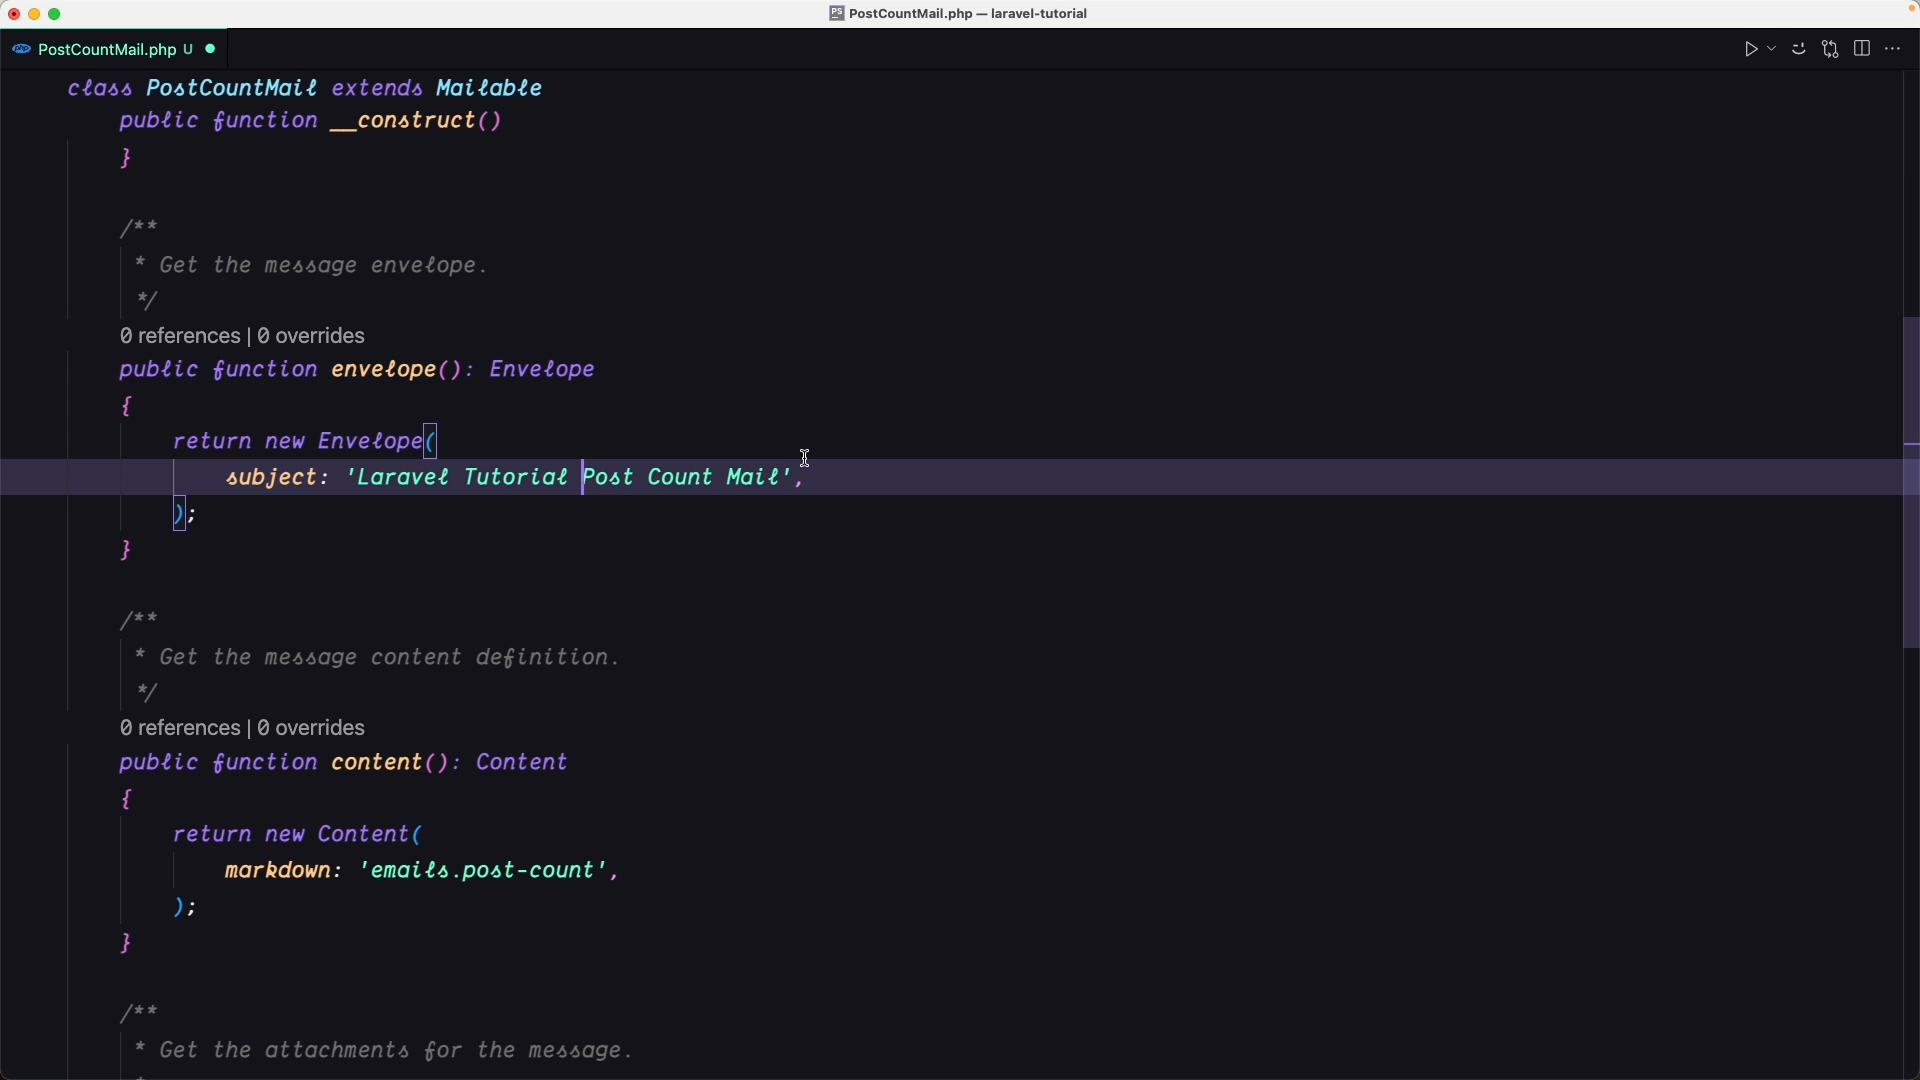 PostCountMail.php — laravel-tutorial
PostCountMail.php U
class PostCountMail extends Mailable
public function __construct()
}
/**
* Get the message envelope.
*/
0 references | 0 overrides
public function envelope(): Envelope
{
return new Envelope(
subject: 'Laravel Tutorial Post Count Mail',
);
}
/**
* Get the message content definition.
*/
0 references | 0 overrides
public function content(): Content
{
return new Content(
markdown: 'emails.post-count',
);
}
/**
* Get the attachments for the message.